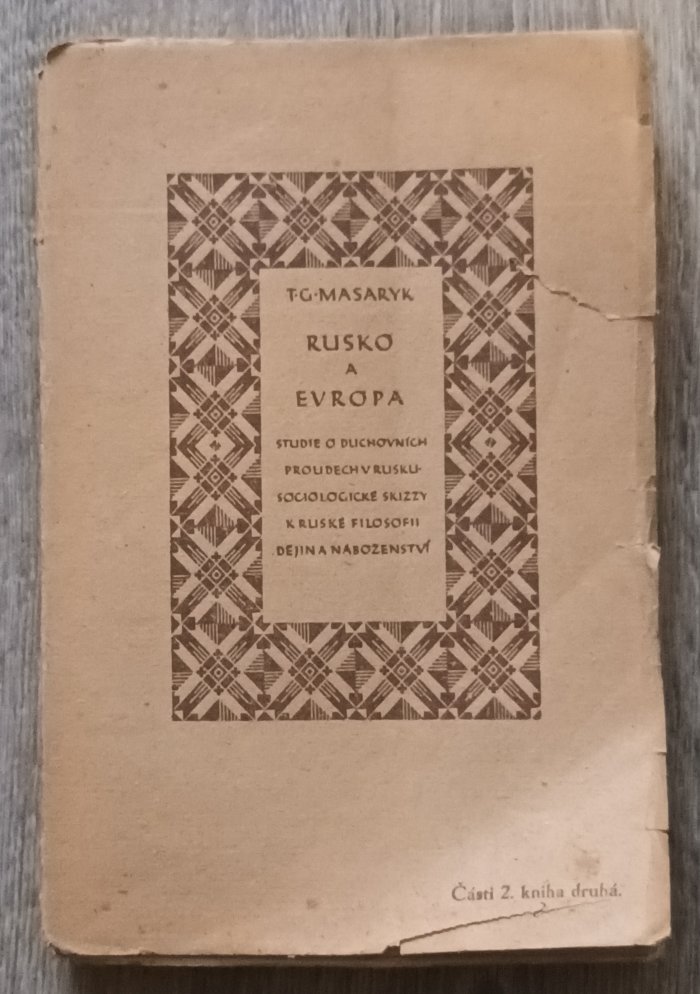 T·G·MASARYK
RUSKO
A
EVROPA
STUDIE O DUCHOVNÍCH
PROUDECH V RUSKU·
SOCIOLOGICKÉ SKIZZY
K RUSKÉ FILOSOFII
DĚJIN A NÁBOŽENSTVÍ
Části 2. kniha druhá.